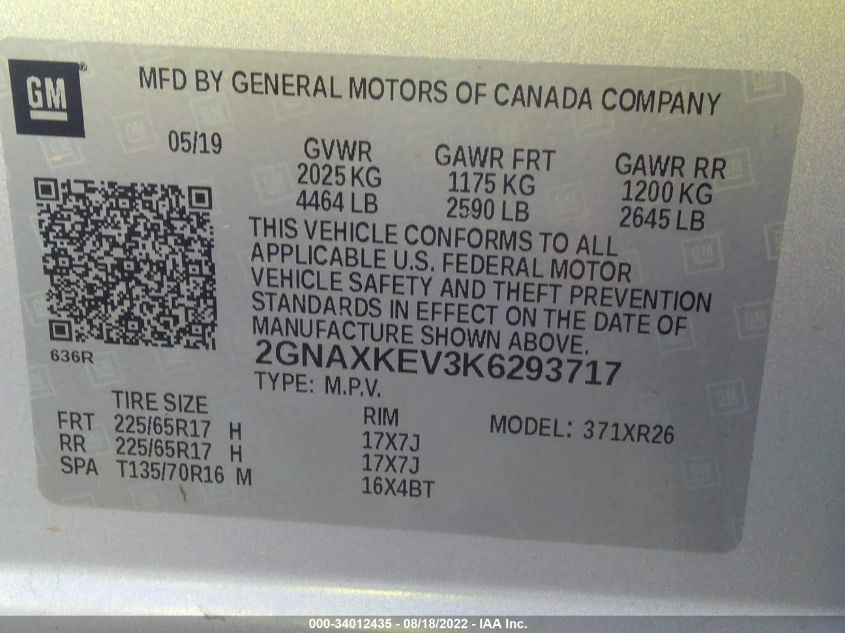 GM
MFD BY GENERAL MOTORS OF CANADA COMPANY
05/19 GVWR GAWR FRT GAWR RR
2025 KG 1175 KG 1200 KG
4464 LB 2590 LB 2645 LB
THIS VEHICLE CONFORMS TO ALL
APPLICABLE U.S. FEDERAL MOTOR
VEHICLE SAFETY AND THEFT PREVENTION
STANDARDS IN EFFECT ON THE DATE OF
MANUFACTURE SHOWN ABOVE.
636R
2GNAXKEV3K6293717
TYPE: M.P.V.
TIRE SIZE RIM MODEL: 371XR26
FRT 225/65R17 H 17X7J
RR 225/65R17 H 17X7J
SPA T135/70R16 M 16X4BT
000-34012435 - 08/18/2022 - IAA Inc.